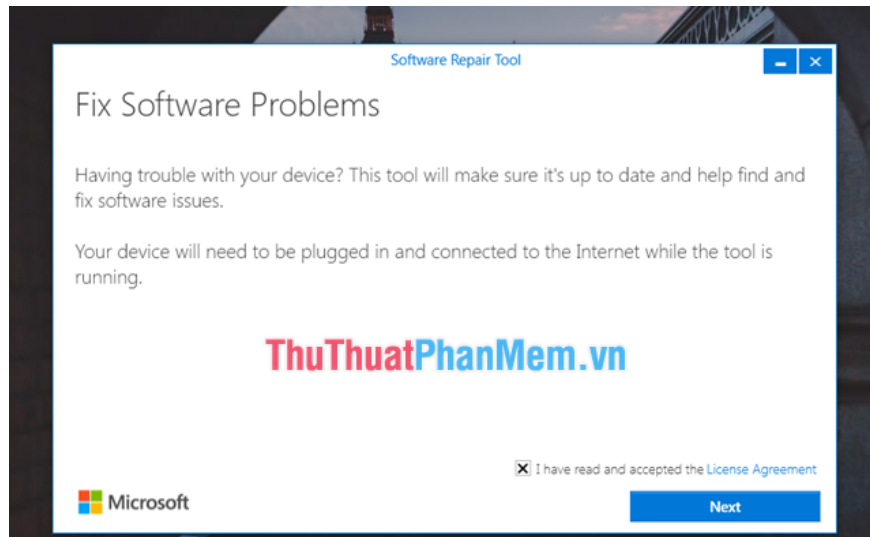 Software Repair Tool
Fix Software Problems
Having trouble with your device? This tool will make sure it's up to date and help find and
fix software issues.
Your device will need to be plugged in and connected to the Internet while the tool is
running.
ThuThuatPhanMem.vn
I have read and accepted the License Agreement
Microsoft
Next